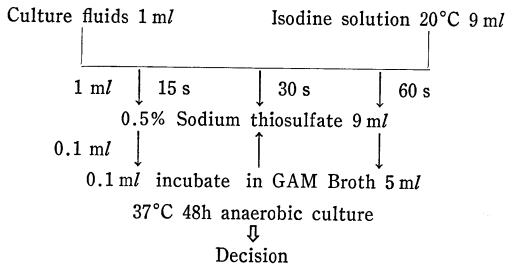 Culture fluids 1 ml Isodine solution 20°C 9 ml
1 ml 15 s 30 s 60 s
0.5% Sodium thiosulfate 9 ml
0.1 ml
0.1 ml incubate in GAM Broth 5 ml
37°C 48h anaerobic culture
Decision